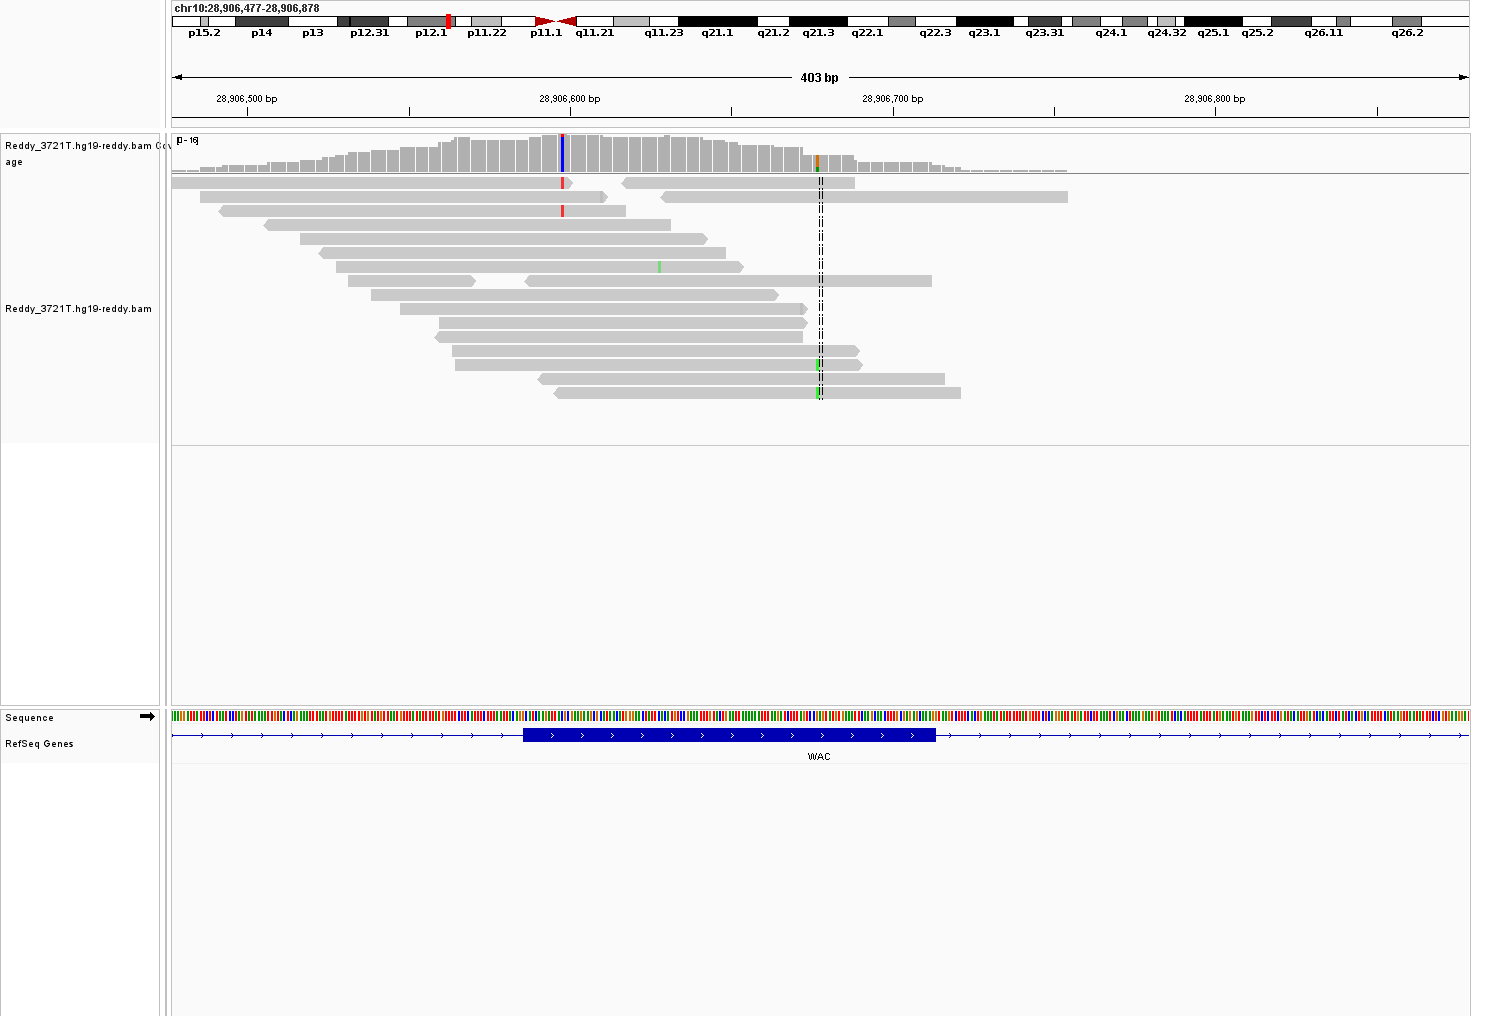 chr10:28,906,477-28,906,878
p15.2 p14 p13 p12.31 p12.1 p11.22 p11.1 q11.21 q11.23 q21.1 q21.2 q21.3 q22.1 q22.3 q23.1 q23.31 q24.1 q24.32 q25.1 q25.2 q26.11 q26.2
403 bp
28,906,500 bp 28,906,600 bp 28,906,700 bp 28,906,800 bp
Reddy_3721T.hg19-reddy.bam Cov
age
[0 - 16]
Reddy_3721T.hg19-reddy.bam
Sequence
RefSeq Genes
WAC